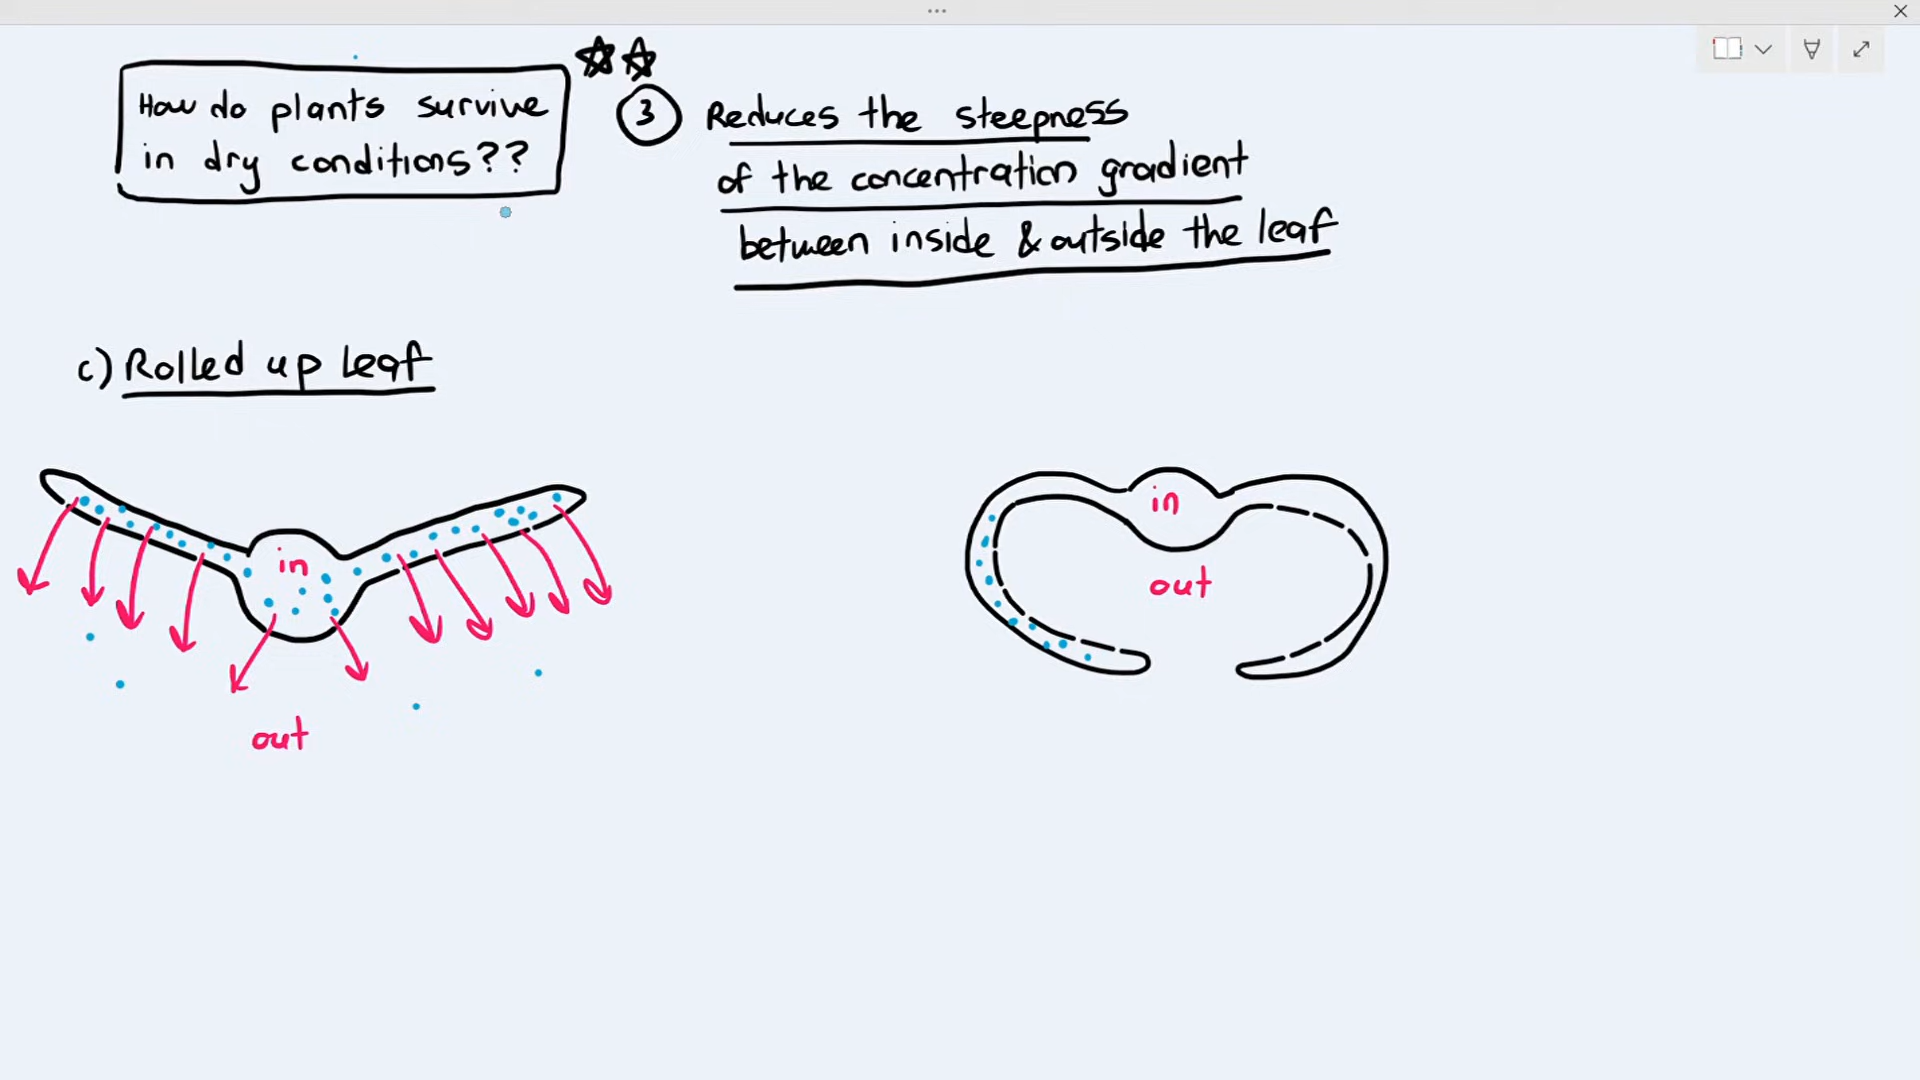 How do plants survive
in dry conditions??
3 Reduces the steepness
of the concentration gradient
between inside & outside the leaf
c) Rolled up leaf
in
out
in
out